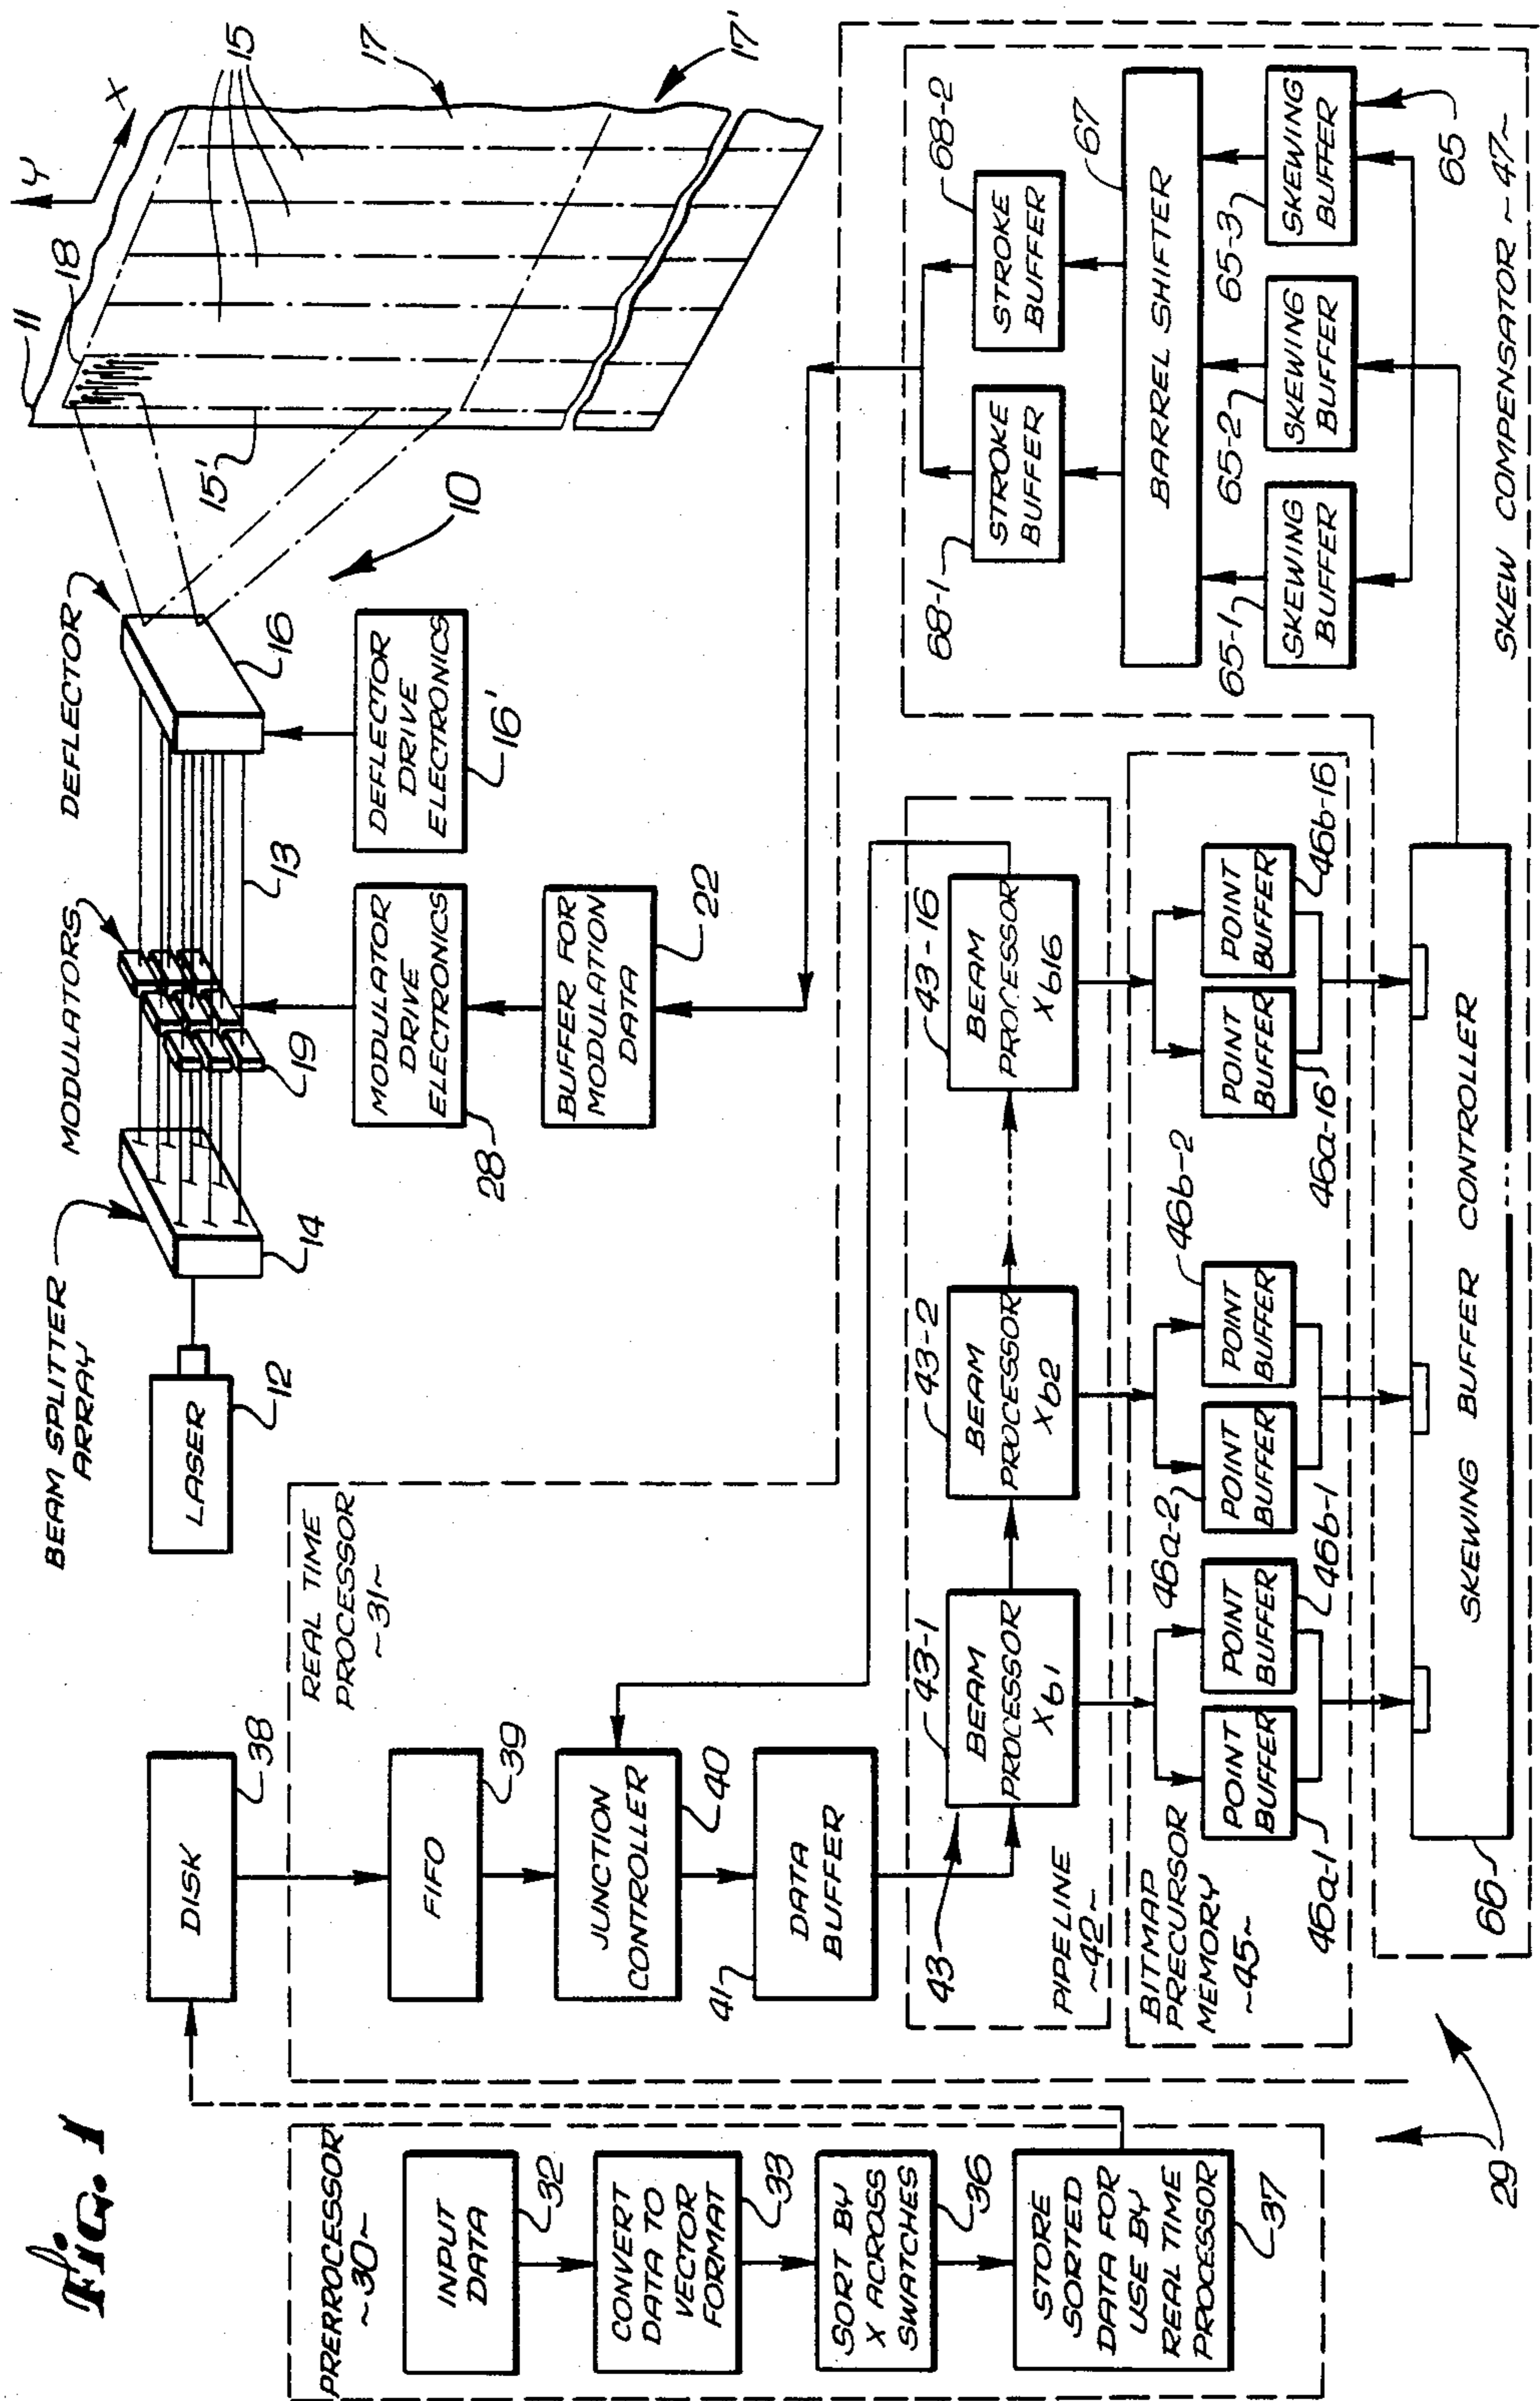 Fig. 1
PRERROCESSOR
~30~
INPUT
DATA
32
CONVERT
DATA TO
VECTOR
FORMAT
33
SORT BY
X ACROSS
SWATCHES
36
STORE
SORTED
DATA FOR
USE BY
REAL TIME
PROCESSOR
37
29
DISK
38
REAL TIME
PROCESSOR
~31~
FIFO
39
JUNCTION
CONTROLLER
40
DATA
BUFFER
41
43
PIPELINE
~42~
BEAM
PROCESSOR
Xb1
43-1
BEAM
PROCESSOR
Xb2
43-2
BEAM
PROCESSOR
Xb16
43-16
BITMAP
PRECURSOR
MEMORY
~45~
POINT
BUFFER
46a-1
POINT
BUFFER
46b-1
POINT
BUFFER
46a-2
POINT
BUFFER
46b-2
POINT
BUFFER
46a-16
POINT
BUFFER
46b-16
SKEWING BUFFER CONTROLLER
66
BEAM SPLITTER
ARRAY
LASER
12
14
MODULATORS
19
13
DEFLECTOR
16
MODULATOR
DRIVE
ELECTRONICS
28
DEFLECTOR
DRIVE
ELECTRONICS
16'
BUFFER FOR
MODULATION
DATA
22
10
11
18
Y
X
15
15'
17
17'
STROKE
BUFFER
68-1
STROKE
BUFFER
68-2
BARREL SHIFTER
67
SKEWING
BUFFER
65-1
SKEWING
BUFFER
65-2
SKEWING
BUFFER
65-3
65
SKEW COMPENSATOR ~47~